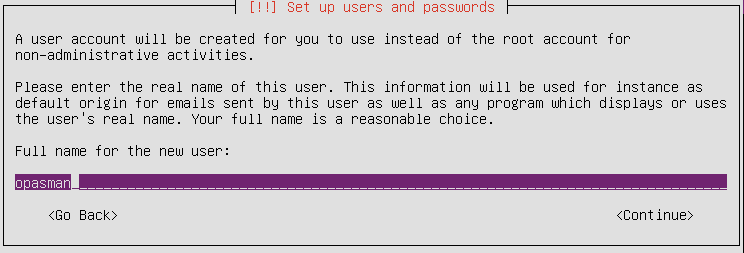 [!!] Set up users and passwords
A user account will be created for you to use instead of the root account for
non-administrative activities.
Please enter the real name of this user. This information will be used for instance as
default origin for emails sent by this user as well as any program which displays or uses
the user's real name. Your full name is a reasonable choice.
Full name for the new user:
opasman
<Go Back> <Continue>